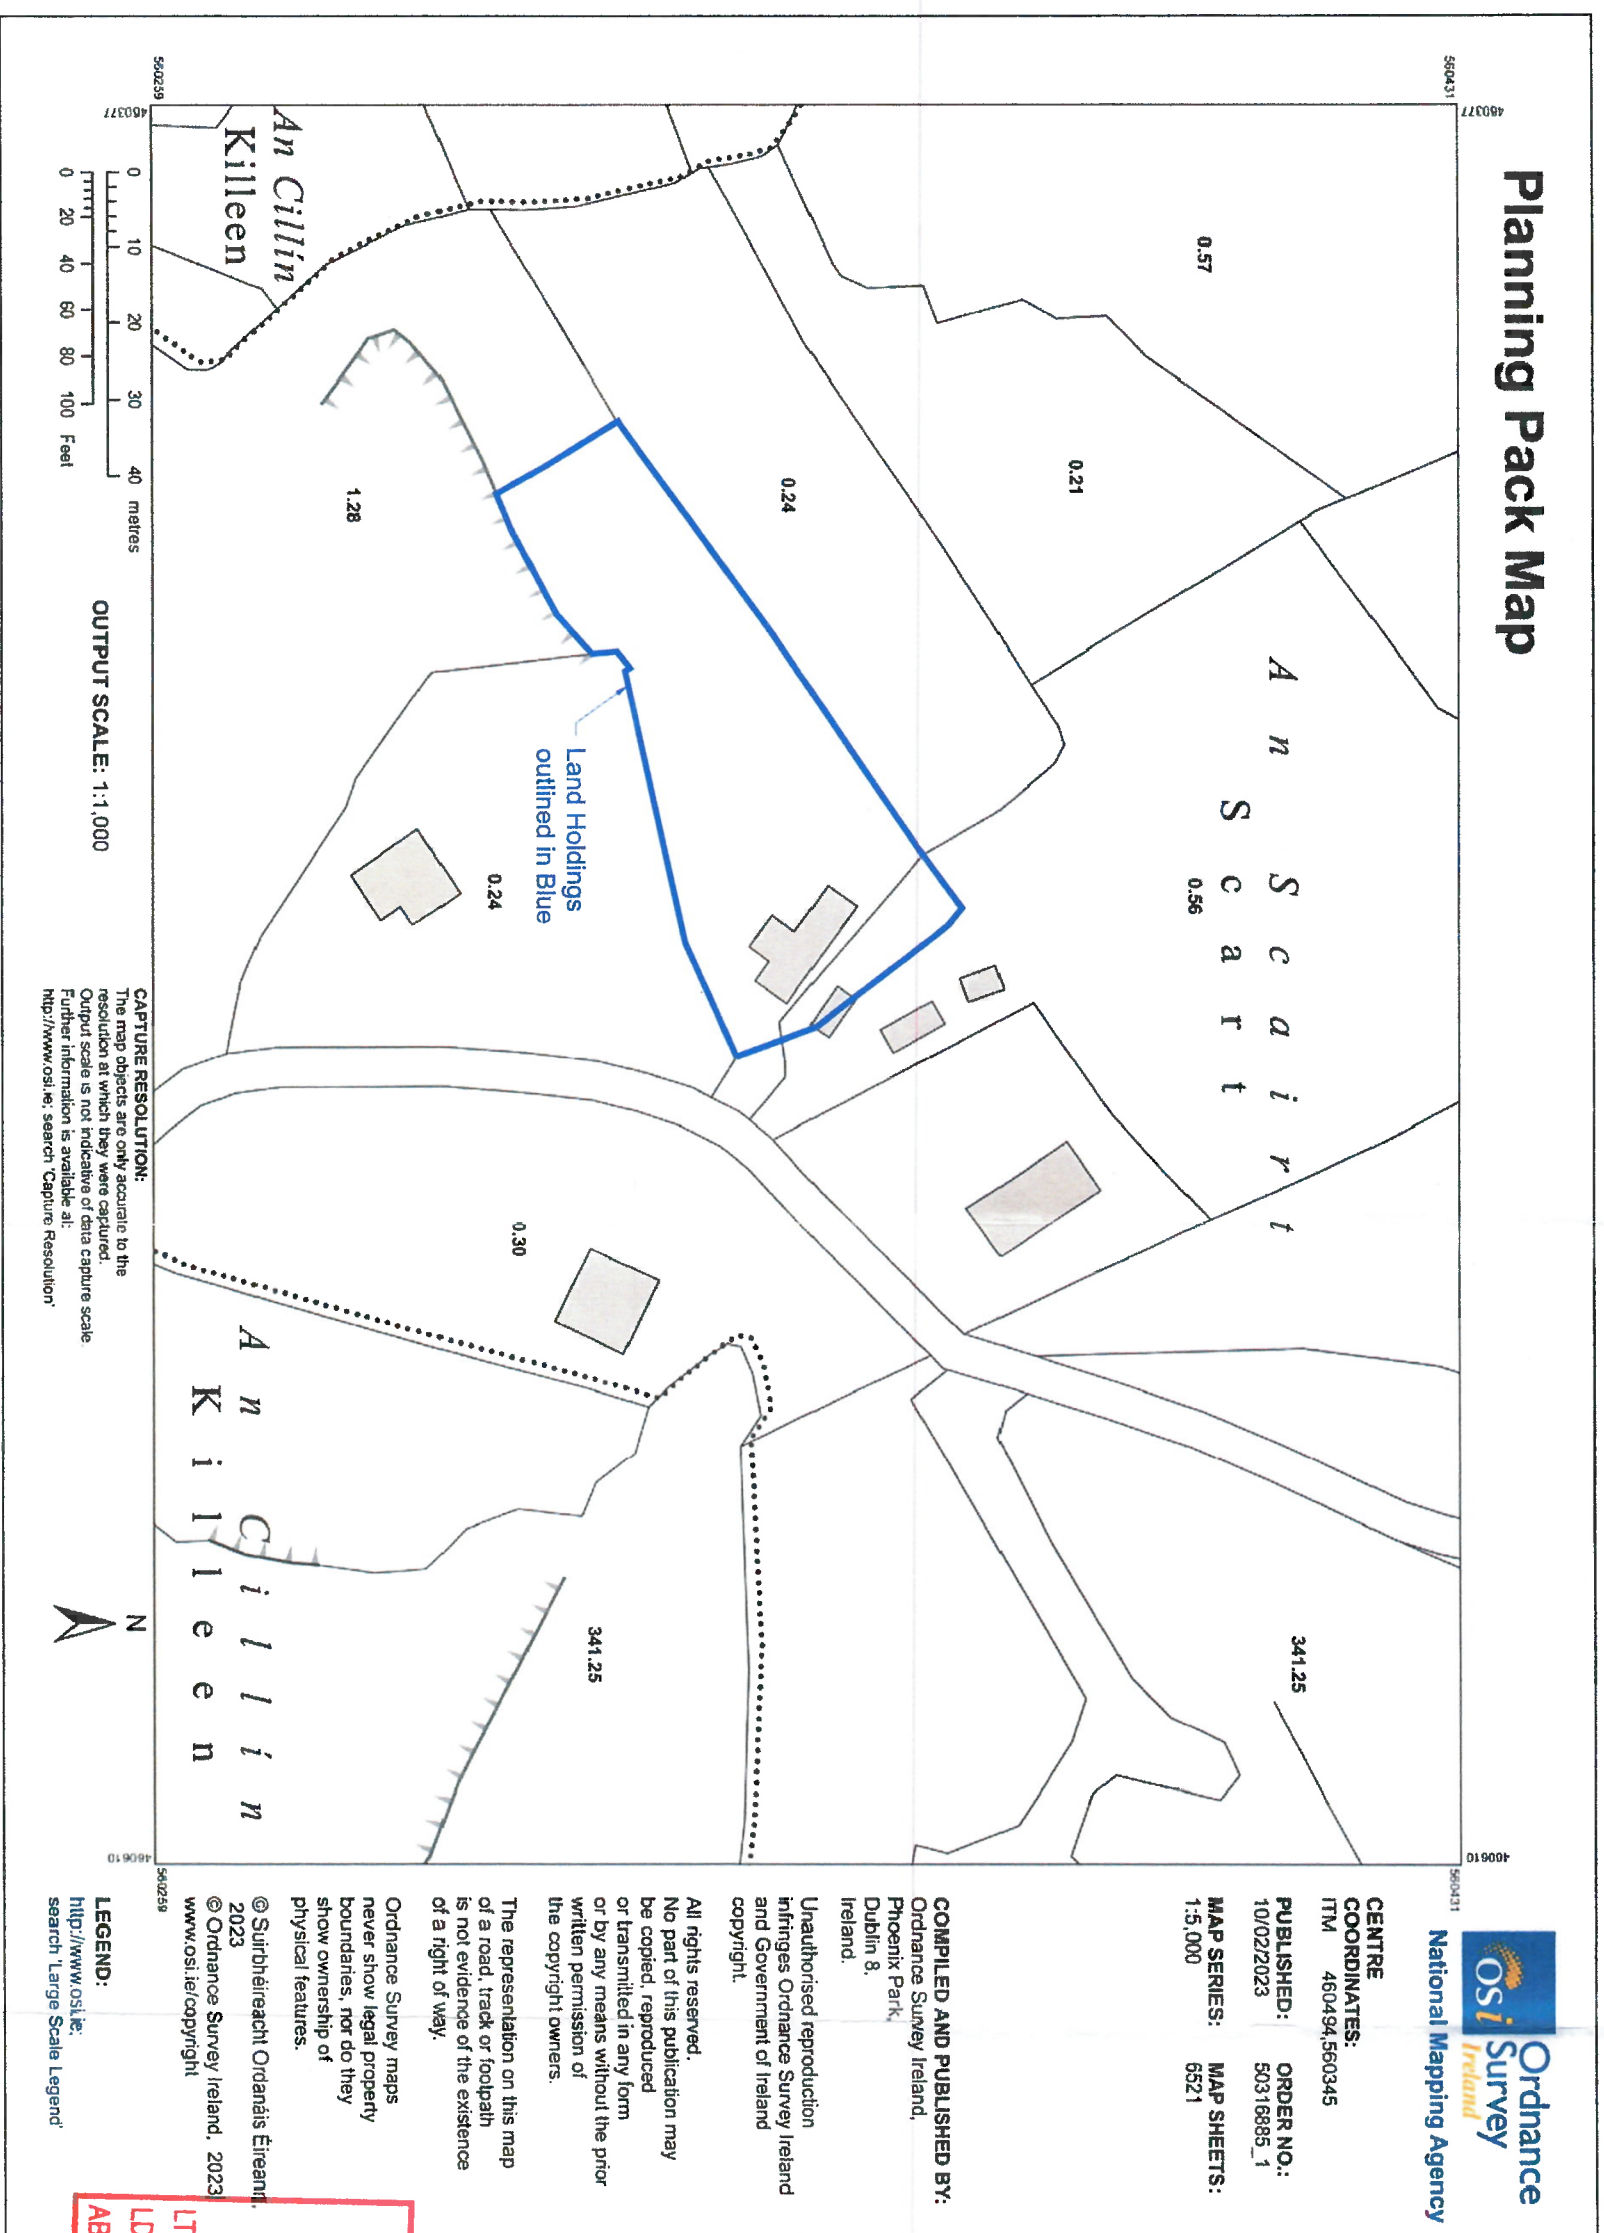 Planning Pack Map
560431
460377
460610
560431
560259
460377
460610
560259
0.57
0.21
0.24
1.28
0.24
0.56
0.30
341.25
341.25
An Scairt
Scart
An Cillín
Killeen
An Cillín
Killeen
Land Holdings
outlined in Blue
0 10 20 30 40 metres
0 20 40 60 80 100 Feet
OUTPUT SCALE: 1:1,000
CAPTURE RESOLUTION:
The map objects are only accurate to the
resolution at which they were captured.
Output scale is not indicative of data capture scale.
Further information is available at:
http://www.osi.ie; search 'Capture Resolution'
N
Ordnance
Survey
Ireland
OSi
National Mapping Agency
CENTRE
COORDINATES:
ITM 460494,560345
PUBLISHED: ORDER NO.:
10/02/2023 50316885_1
MAP SERIES: MAP SHEETS:
1:5,000 6521
COMPILED AND PUBLISHED BY:
Ordnance Survey Ireland,
Phoenix Park,
Dublin 8,
Ireland.
Unauthorised reproduction
infringes Ordnance Survey Ireland
and Government of Ireland
copyright.
All rights reserved.
No part of this publication may
be copied, reproduced
or transmitted in any form
or by any means without the prior
written permission of
the copyright owners.
The representation on this map
of a road, track or footpath
is not evidence of the existence
of a right of way.
Ordnance Survey maps
never show legal property
boundaries, nor do they
show ownership of
physical features.
© Suirbhéireacht Ordanáis Éireann,
2023
© Ordnance Survey Ireland, 2023
www.osi.ie/copyright
LEGEND:
http://www.osi.ie;
search 'Large Scale Legend'
AB